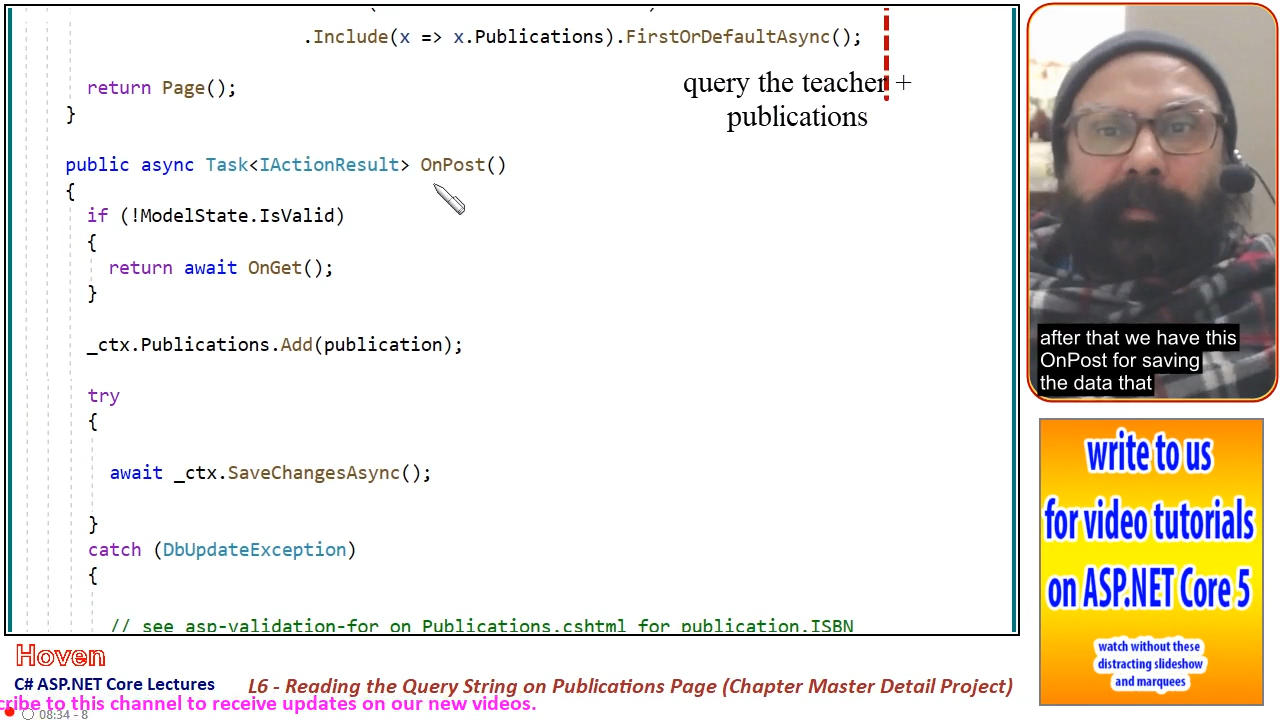 .Include(x => x.Publications).FirstOrDefaultAsync();
query the teacher +
publications
return Page();
}
public async Task<IActionResult> OnPost()
{
if (!ModelState.IsValid)
{
return await OnGet();
}
_ctx.Publications.Add(publication);
try
{
await _ctx.SaveChangesAsync();
}
catch (DbUpdateException)
{
// see asp-validation-for on Publications.cshtml for publication.ISBN
after that we have this
OnPost for saving
the data that
write to us
for video tutorials
on ASP.NET Core 5
watch without these
distracting slideshow
and marquees
Hoven
C# ASP.NET Core Lectures
L6 - Reading the Query String on Publications Page (Chapter Master Detail Project)
cribe to this channel to receive updates on our new videos.
08:34 - 8